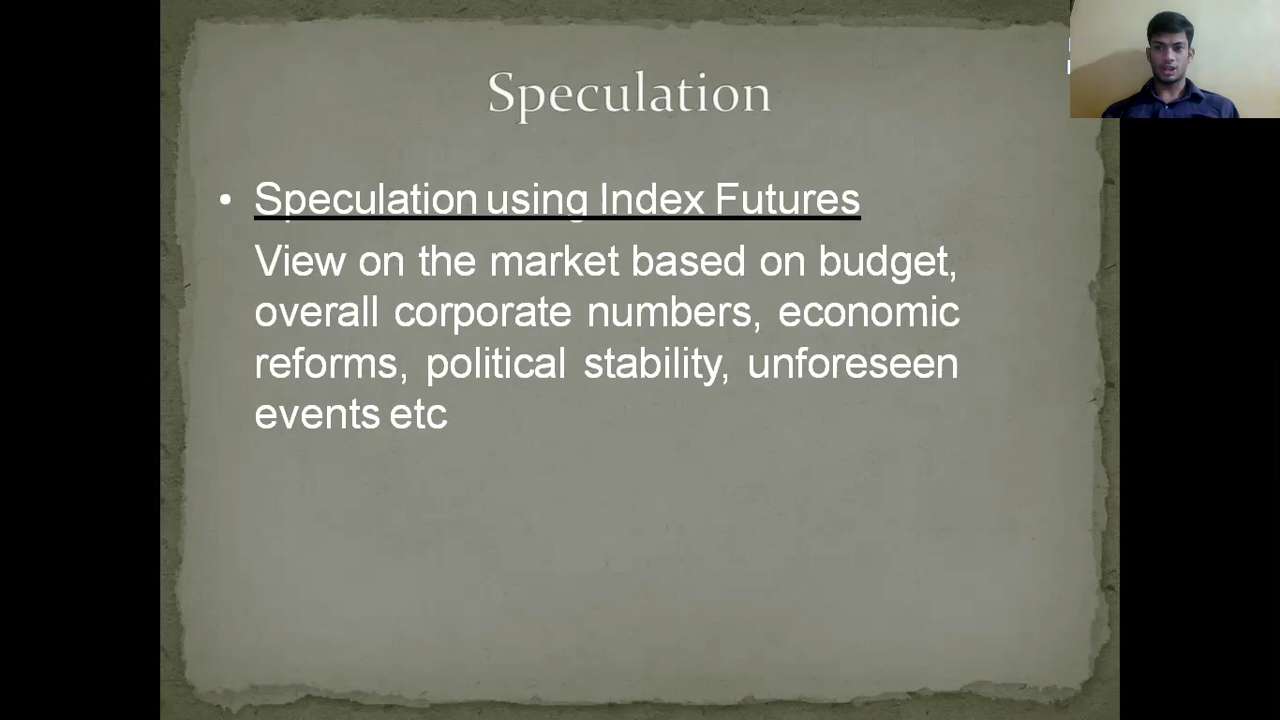 Speculation
• Speculation using Index Futures
View on the market based on budget,
overall corporate numbers, economic
reforms, political stability, unforeseen
events etc